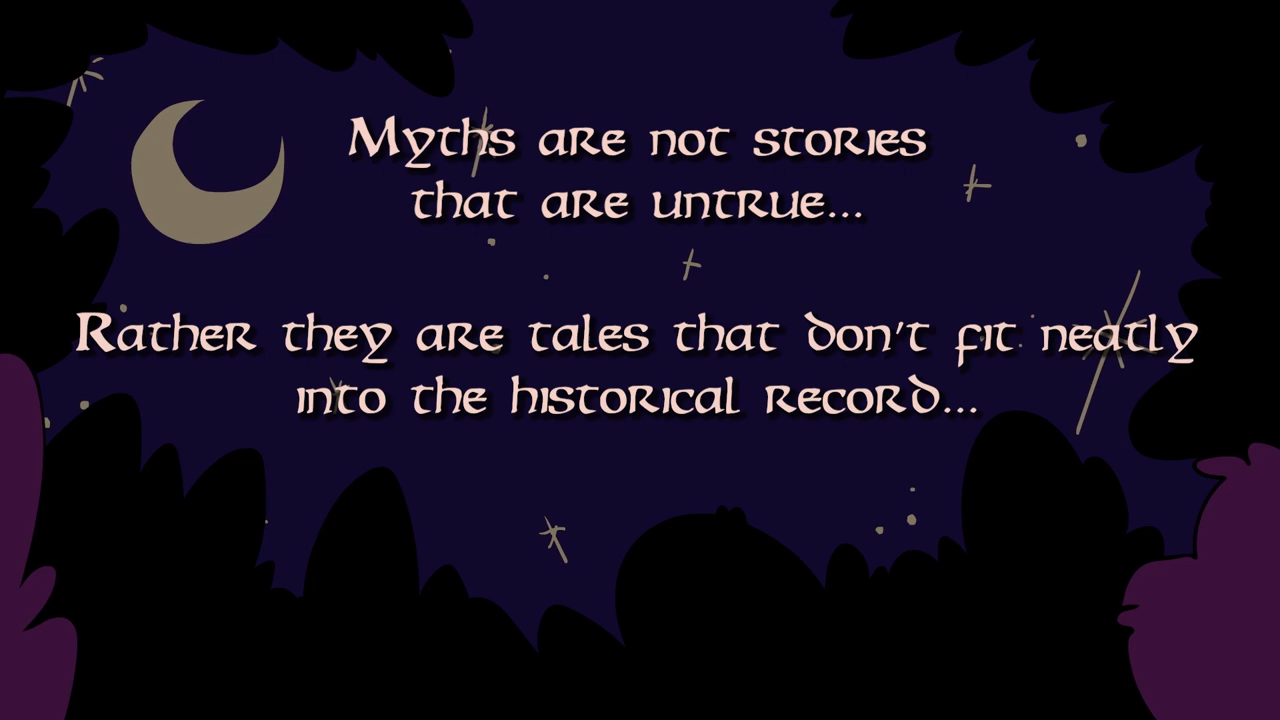 Myths are not stories
that are untrue...
Rather they are tales that don't fit neatly
into the historical record...